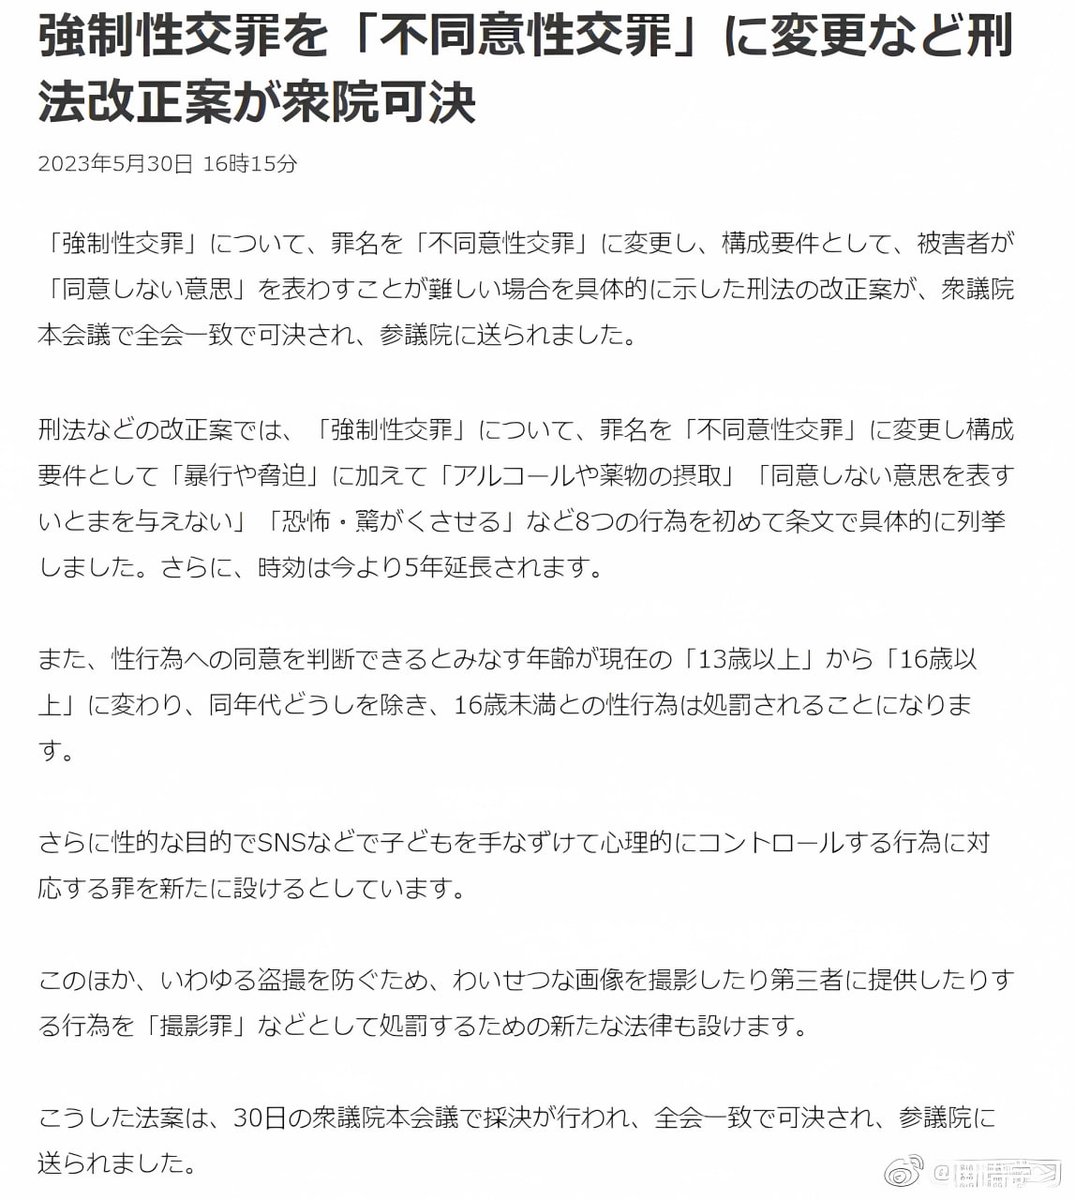 強制性交罪を「不同意性交罪」に変更など刑
法改正案が衆院可決
2023年5月30日 16時15分
「強制性交罪」について、罪名を「不同意性交罪」に変更し、構成要件として、被害者が
「同意しない意思」を表わすことが難しい場合を具体的に示した刑法の改正案が、衆議院
本会議で全会一致で可決され、参議院に送られました。
刑法などの改正案では、「強制性交罪」について、罪名を「不同意性交罪」に変更し構成
要件として「暴行や脅迫」に加えて「アルコールや薬物の摂取」「同意しない意思を表す
いとまを与えない」「恐怖・驚がくさせる」など8つの行為を初めて条文で具体的に列挙
しました。さらに、時効は今より5年延長されます。
また、性行為への同意を判断できるとみなす年齢が現在の「13歳以上」から「16歳以
上」に変わり、同年代どうしを除き、16歳未満との性行為は処罰されることになりま
す。
さらに性的な目的でSNSなどで子どもを手なずけて心理的にコントロールする行為に対
応する罪を新たに設けるとしています。
このほか、いわゆる盗撮を防ぐため、わいせつな画像を撮影したり第三者に提供したりす
る行為を「撮影罪」などとして処罰するための新たな法律も設けます。
こうした法案は、30日の衆議院本会議で採決が行われ、全会一致で可決され、参議院に
送られました。